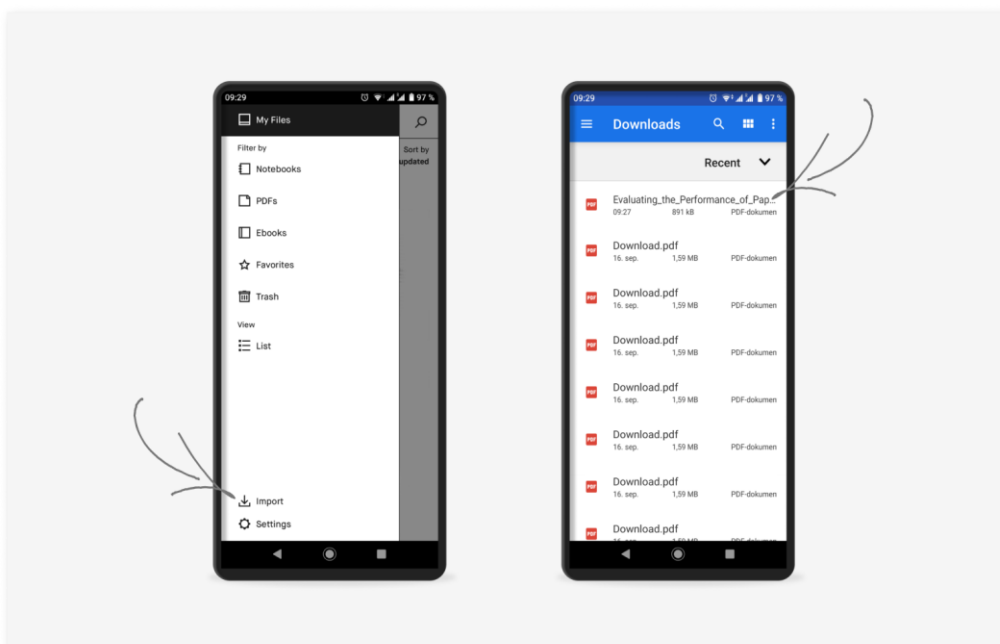 09:29
97 %
My Files
Filter by
Sort by
updated
Notebooks
PDFs
Ebooks
Favorites
Trash
View
List
Import
Settings
09:29
97 %
Downloads
Recent
Evaluating_the_Performance_of_Pap...
09:27 891 kB PDF-dokumen
Download.pdf
16. sep. 1,59 MB PDF-dokumen
Download.pdf
16. sep. 1,59 MB PDF-dokumen
Download.pdf
16. sep. 1,59 MB PDF-dokumen
Download.pdf
16. sep. 1,59 MB PDF-dokumen
Download.pdf
16. sep. 1,59 MB PDF-dokumen
Download.pdf
16. sep. 1,59 MB PDF-dokumen
Download.pdf